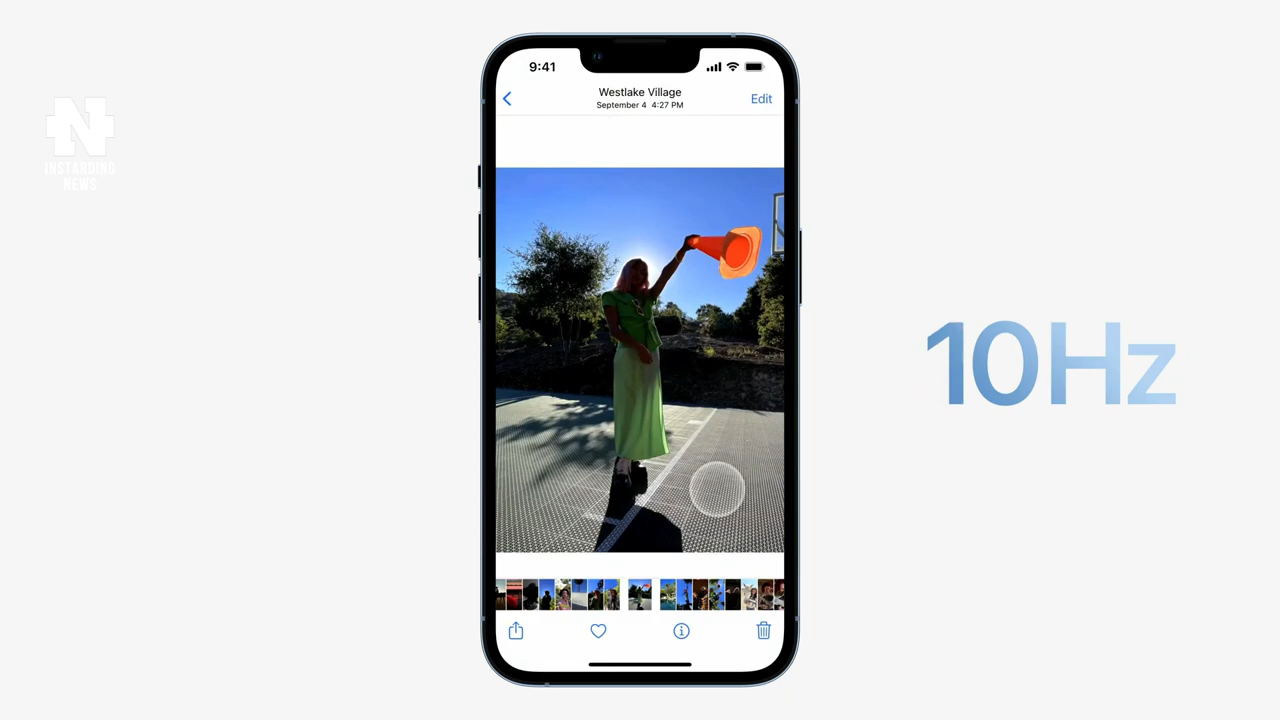 N
INSTARDING
NEWS
9:41
Westlake Village
September 4 4:27 PM
Edit
10Hz